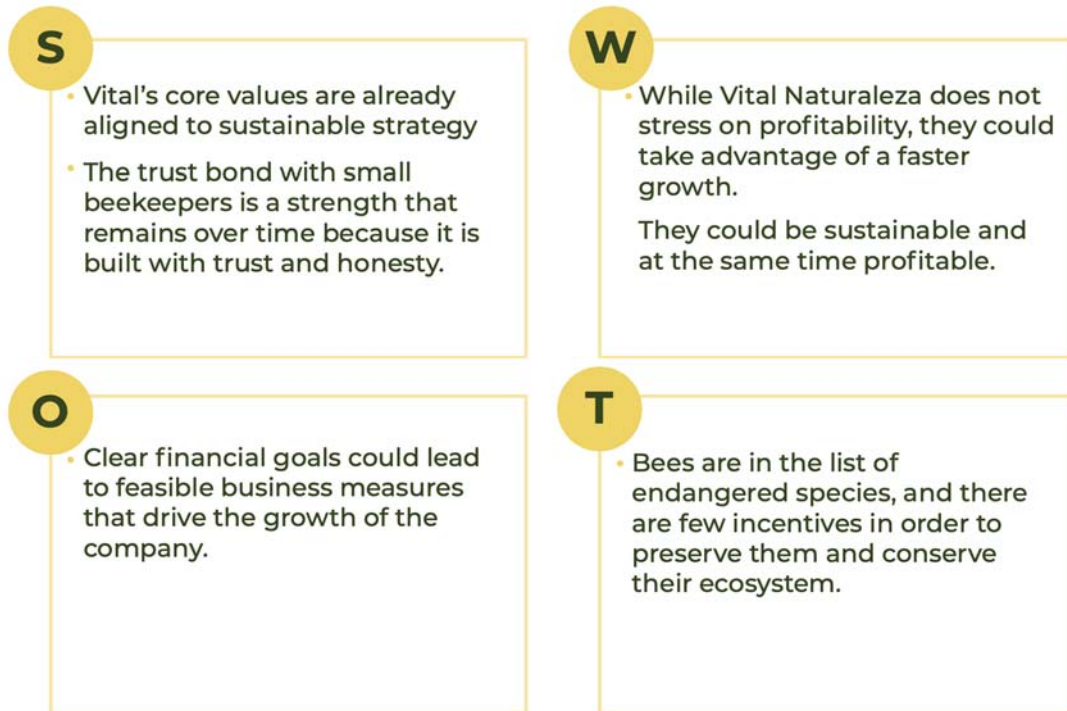 S
• Vital's core values are already
aligned to sustainable strategy
• The trust bond with small
beekeepers is a strength that
remains over time because it is
built with trust and honesty.
W
• While Vital Naturaleza does not
stress on profitability, they could
take advantage of a faster
growth.
They could be sustainable and
at the same time profitable.
O
• Clear financial goals could lead
to feasible business measures
that drive the growth of the
company.
T
• Bees are in the list of
endangered species, and there
are few incentives in order to
preserve them and conserve
their ecosystem.